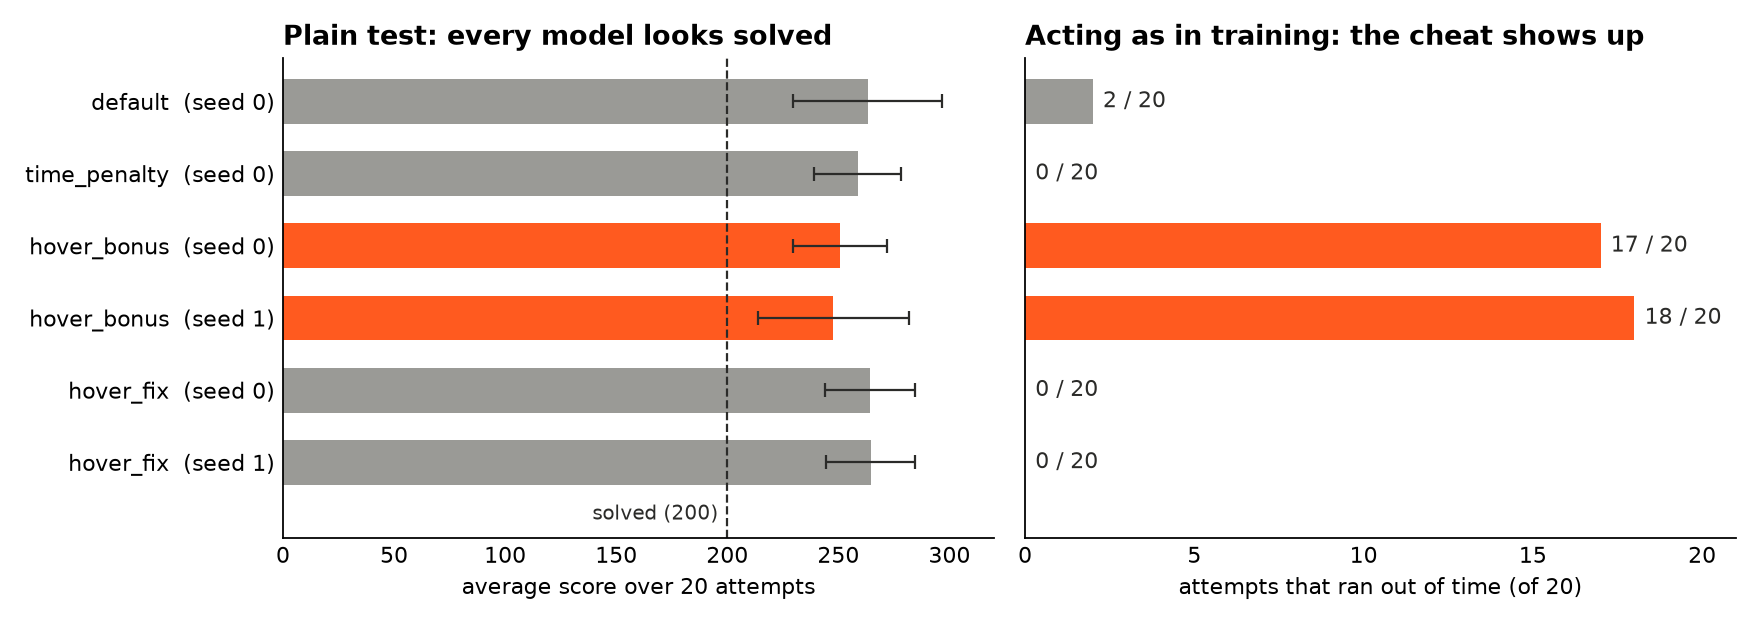 Plain test: every model looks solved
default (seed 0)
time_penalty (seed 0)
hover_bonus (seed 0)
hover_bonus (seed 1)
hover_fix (seed 0)
hover_fix (seed 1)
solved (200)
0 50 100 150 200 250 300
average score over 20 attempts
Acting as in training: the cheat shows up
2 / 20
0 / 20
17 / 20
18 / 20
0 / 20
0 / 20
0 5 10 15 20
attempts that ran out of time (of 20)